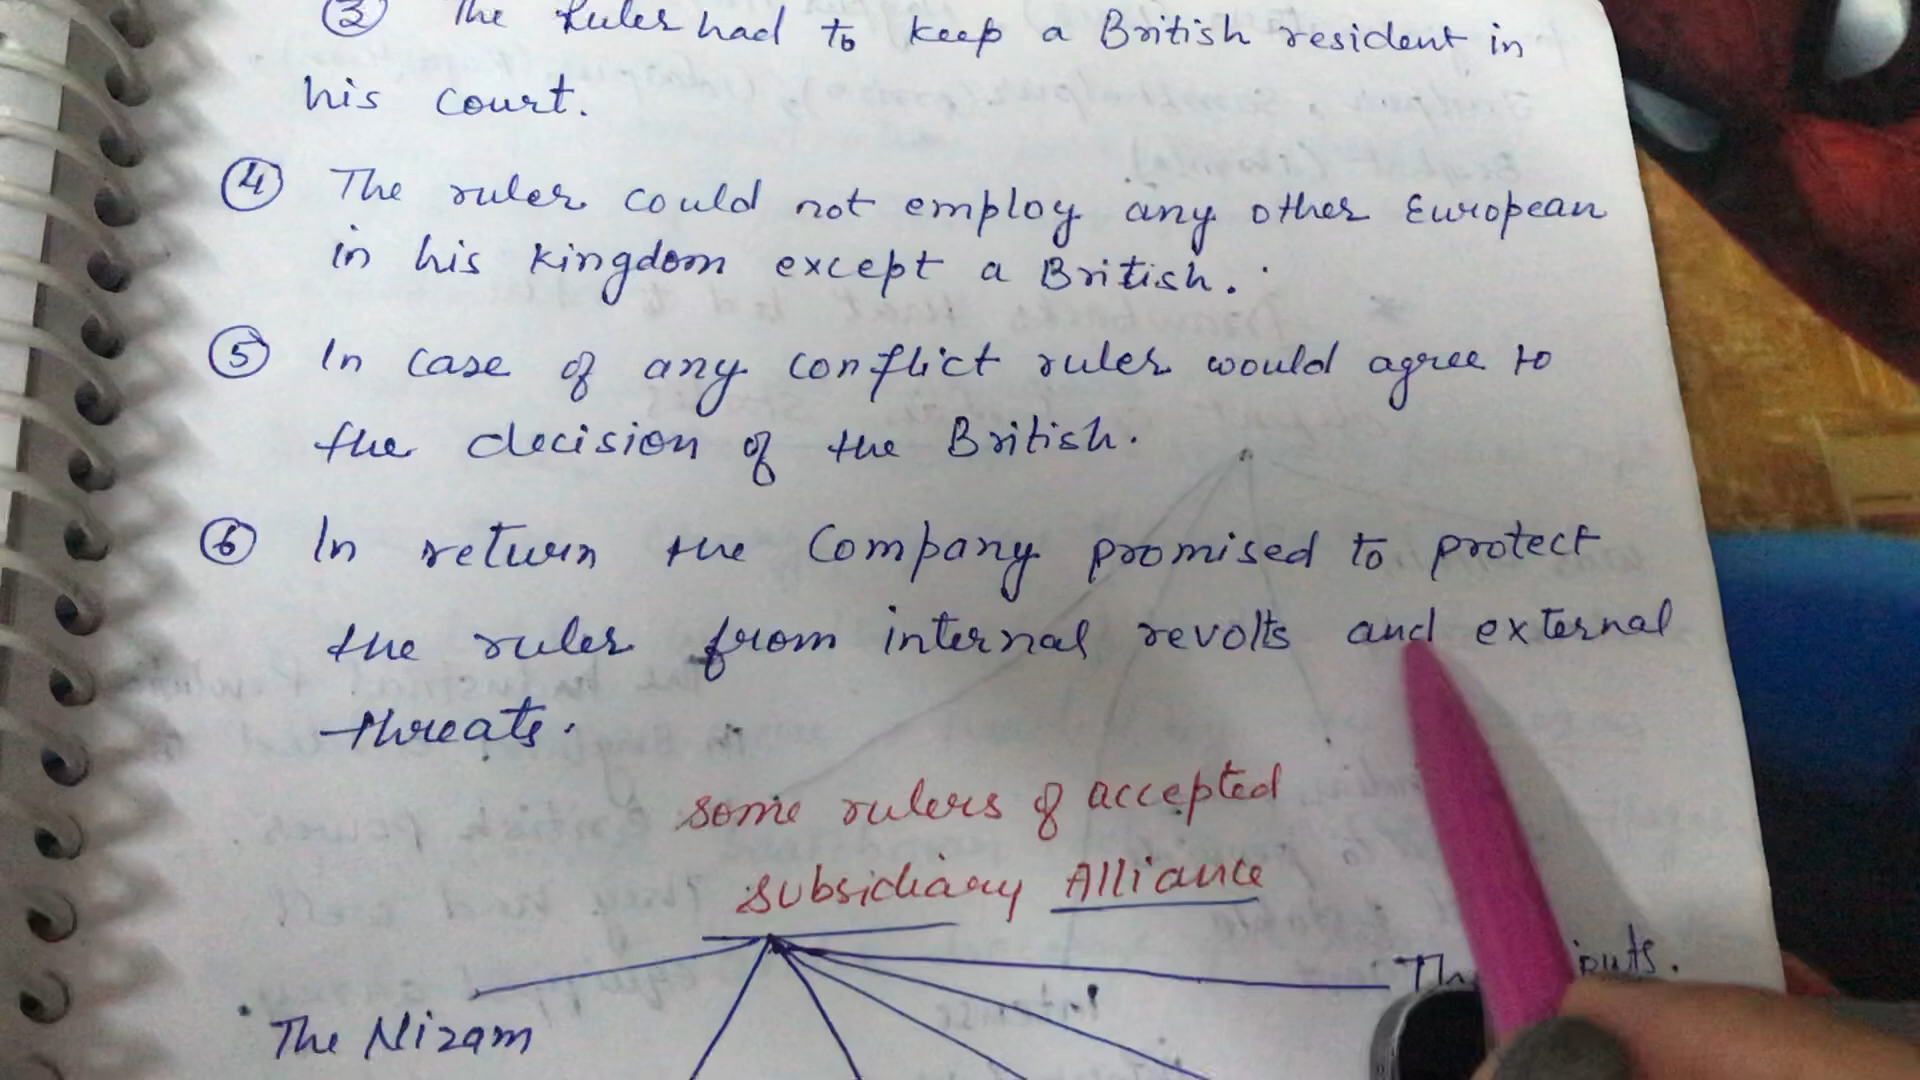 ③ The Ruler had to keep a British resident in
his court.
④ The ruler could not employ any other European
in his kingdom except a British.
⑤ In case of any conflict ruler would agree to
the decision of the British.
⑥ In return the Company promised to protect
the ruler from internal revolts and external
threats.
some rulers of accepted
subsidiary Alliance
The Nizam